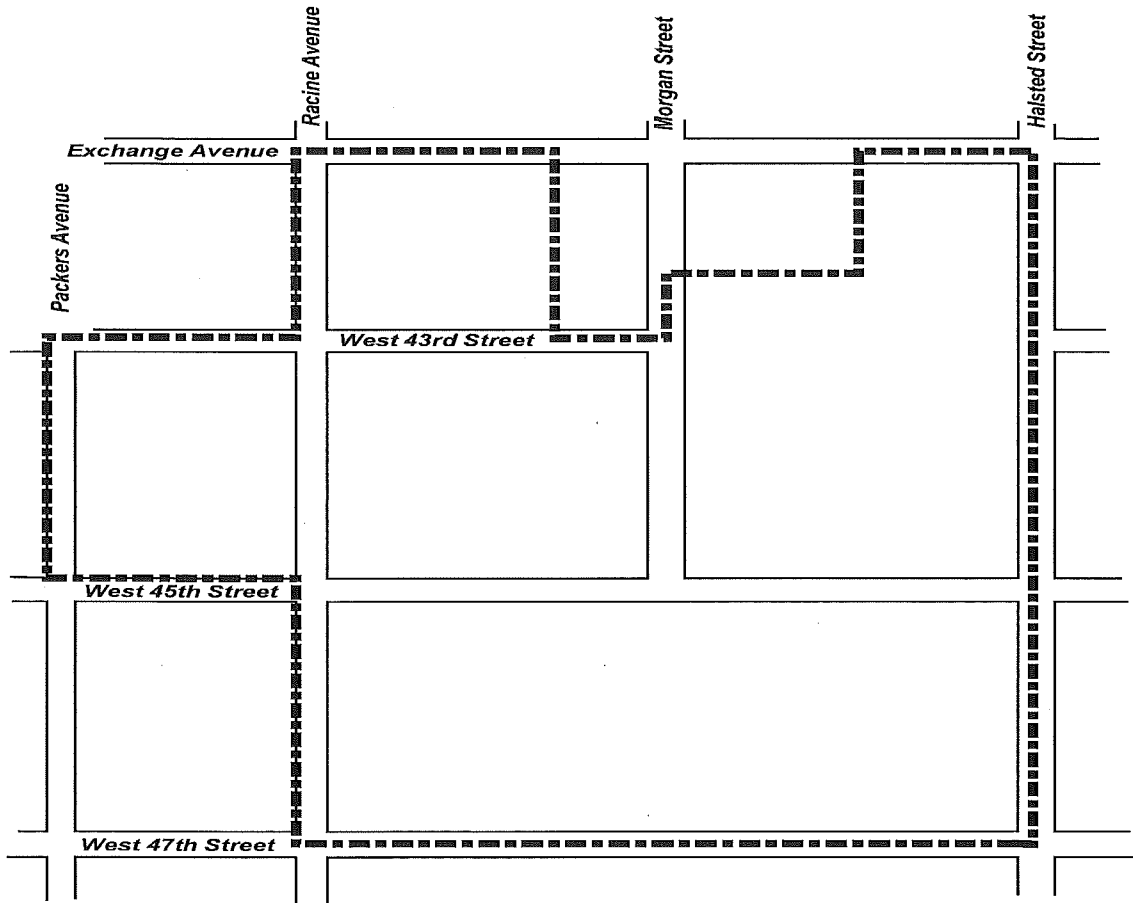 Racine Avenue
Morgan Street
Halsted Street
Exchange Avenue
Packers Avenue
West 43rd Street
West 45th Street
West 47th Street